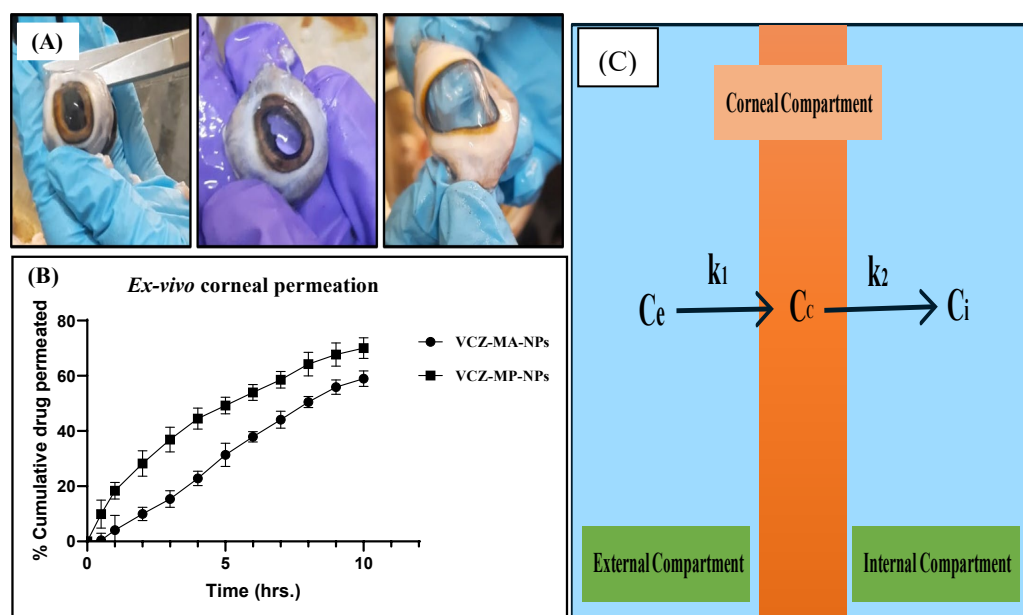 (A)
(B)
Ex-vivo corneal permeation
% Cumulative drug permeated
80
60
40
20
0
0
5
10
Time (hrs.)
VCZ-MA-NPs
VCZ-MP-NPs
(C)
Corneal Compartment
k1
k2
Ce
Cc
Ci
External Compartment
Internal Compartment